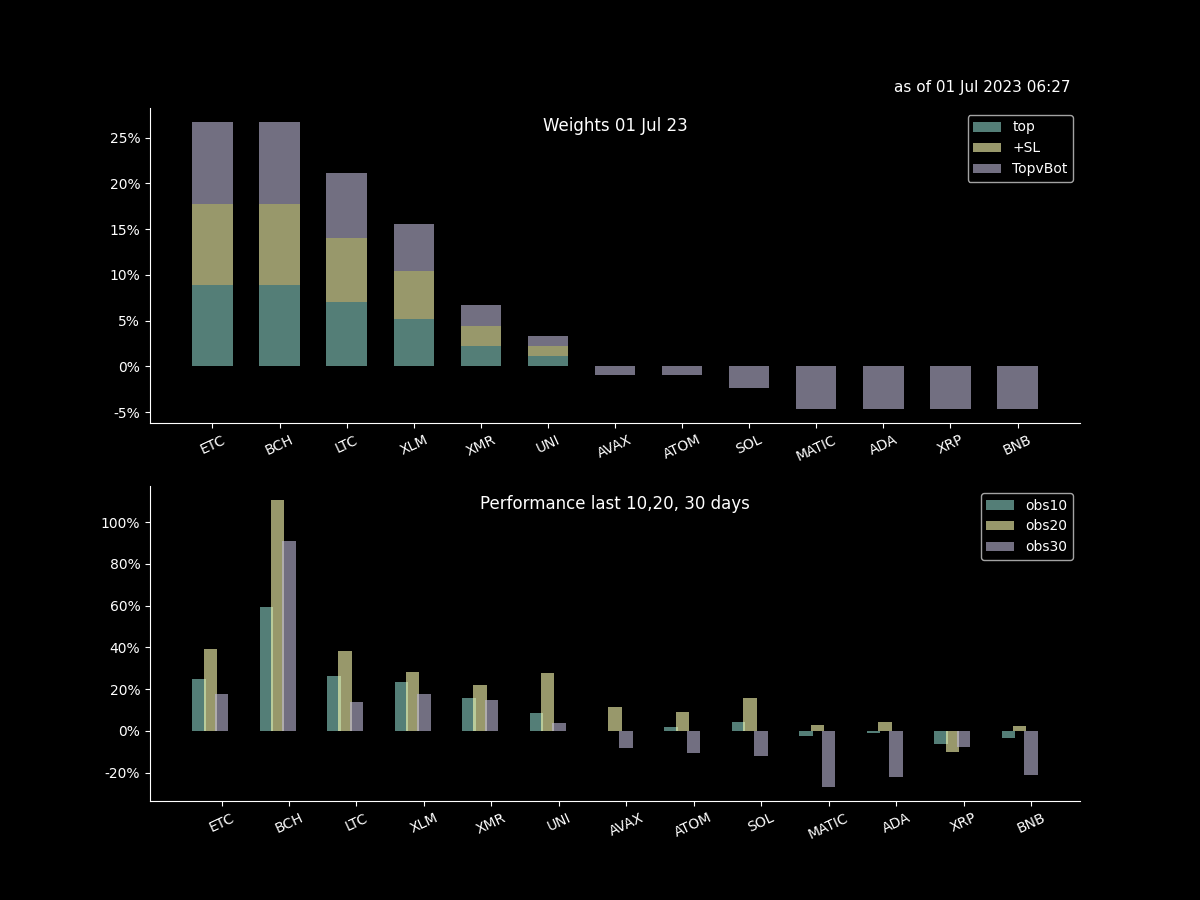 as of 01 Jul 2023 06:27
Weights 01 Jul 23
top
+SL
TopvBot
25%
20%
15%
10%
5%
0%
-5%
ETC BCH LTC XLM XMR UNI AVAX ATOM SOL MATIC ADA XRP BNB
Performance last 10,20, 30 days
obs10
obs20
obs30
100%
80%
60%
40%
20%
0%
-20%
ETC BCH LTC XLM XMR UNI AVAX ATOM SOL MATIC ADA XRP BNB